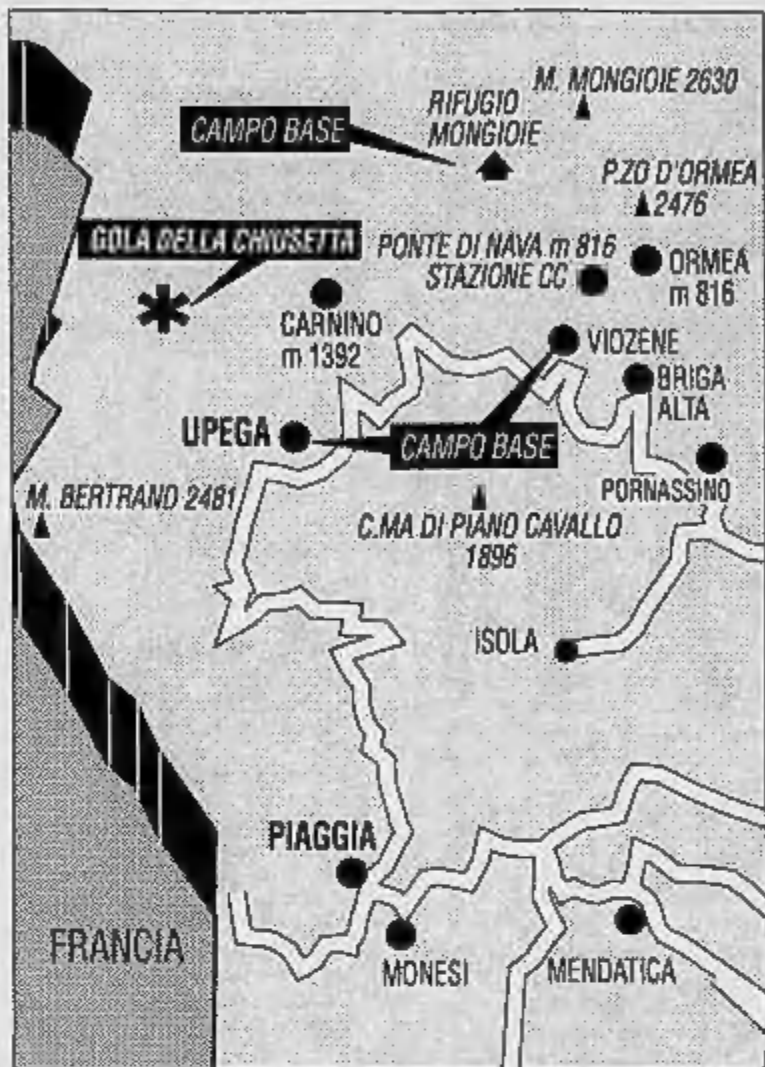 M. MONGIOIE 2630
RIFUGIO
MONGIOIE
CAMPO BASE
P.ZO D'ORMEA
2476
GOLA DELLA CHIUSETTA
PONTE DI NAVA m 816
STAZIONE CC
ORMEA
m 816
CARNINO
m 1392
VIOZENE
BRIGA
ALTA
UPEGA
CAMPO BASE
PORNASSINO
M. BERTRAND 2481
C.MA DI PIANO CAVALLO
1896
ISOLA
PIAGGIA
FRANCIA
MONESI
MENDATICA